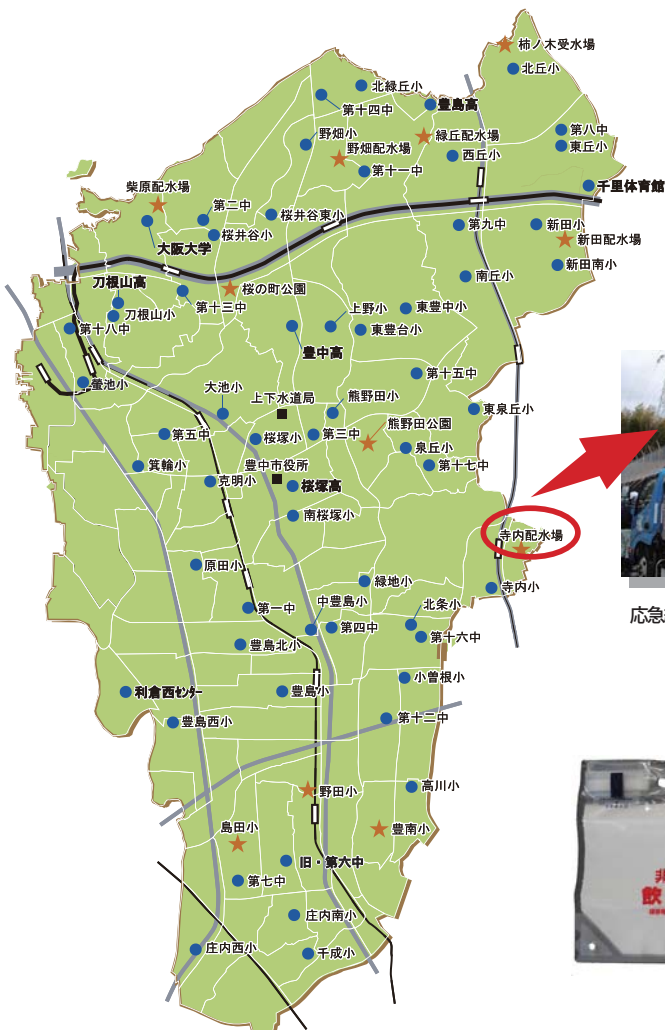 柿ノ木受水場
北丘小
北緑丘小
第十四中
豊島高
緑丘配水場
第八中
東丘小
野畑小
野畑配水場
西丘小
第十一中
千里体育館
柴原配水場
第二中
桜井谷東小
大阪大学
桜井谷小
第九中
新田小
新田配水場
新田南小
南丘小
刀根山高
桜の町公園
第十三中
刀根山小
東豊中小
上野小
東豊台小
第十八中
豊中高
第十五中
螢池小
大池小
上下水道局
熊野田小
東泉丘小
第五中
桜塚小
第三中
熊野田公園
泉丘小
箕輪小
豊中市役所
第十七中
克明小
桜塚高
南桜塚小
寺内配水場
原田小
緑地小
寺内小
第一中
中豊島小
第四中
北条小
第十六中
応急
豊島北小
小曽根小
利倉西センター
豊島小
豊島西小
第十二中
野田小
高川小
島田小
豊南小
旧・第六中
第七中
庄内南小
庄内西小
千成小
非
飲